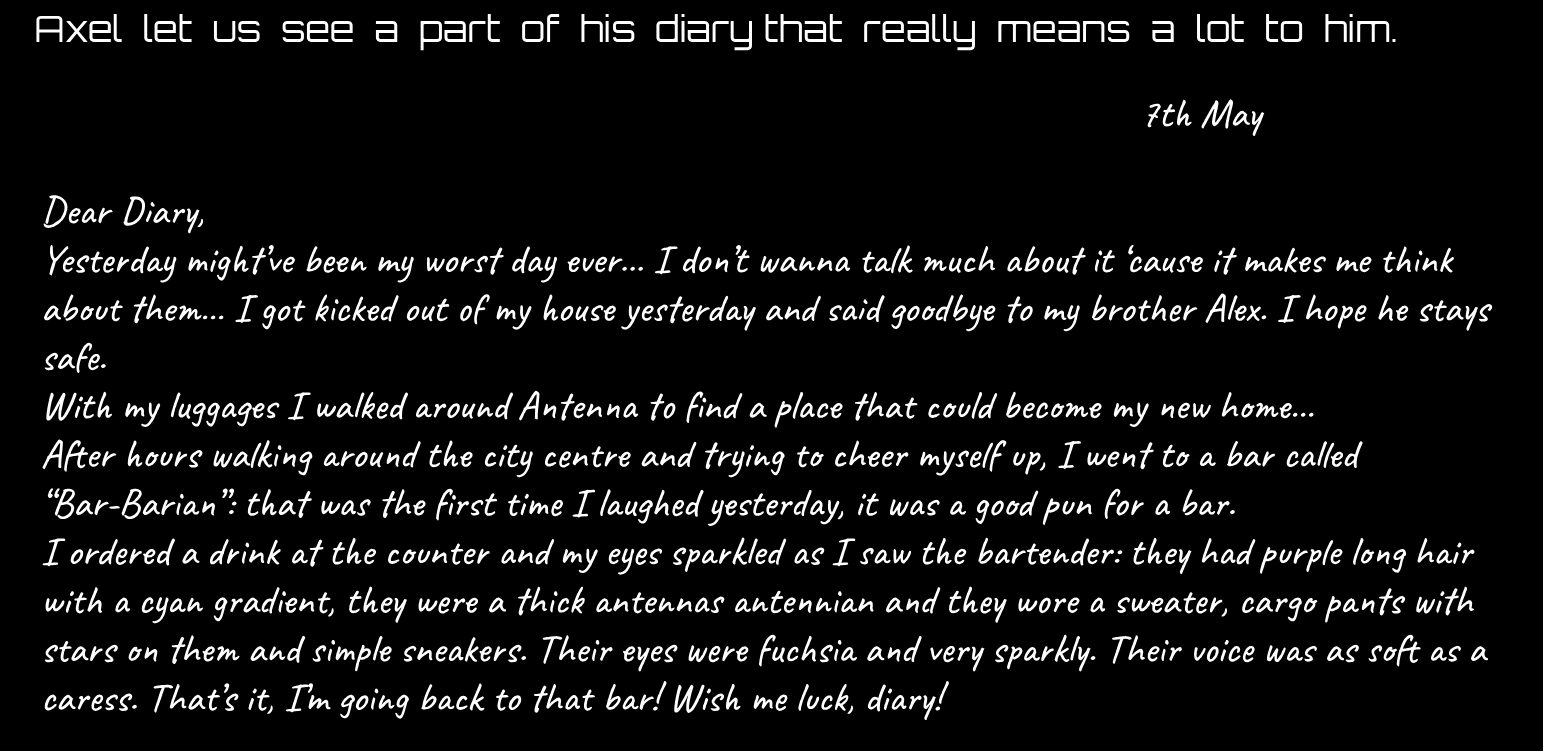 Axel let us see a part of his diary that really means a lot to him.
7th May
Dear Diary,
Yesterday might’ve been my worst day ever... I don’t wanna talk much about it ‘cause it makes me think
about them... I got kicked out of my house yesterday and said goodbye to my brother Alex. I hope he stays
safe.
With my luggages I walked around Antenna to find a place that could become my new home...
After hours walking around the city centre and trying to cheer myself up, I went to a bar called
“Bar-Barian”: that was the first time I laughed yesterday, it was a good pun for a bar.
I ordered a drink at the counter and my eyes sparkled as I saw the bartender: they had purple long hair
with a cyan gradient, they were a thick antennas antennian and they wore a sweater, cargo pants with
stars on them and simple sneakers. Their eyes were fuchsia and very sparkly. Their voice was as soft as a
caress. That’s it, I’m going back to that bar! Wish me luck, diary!